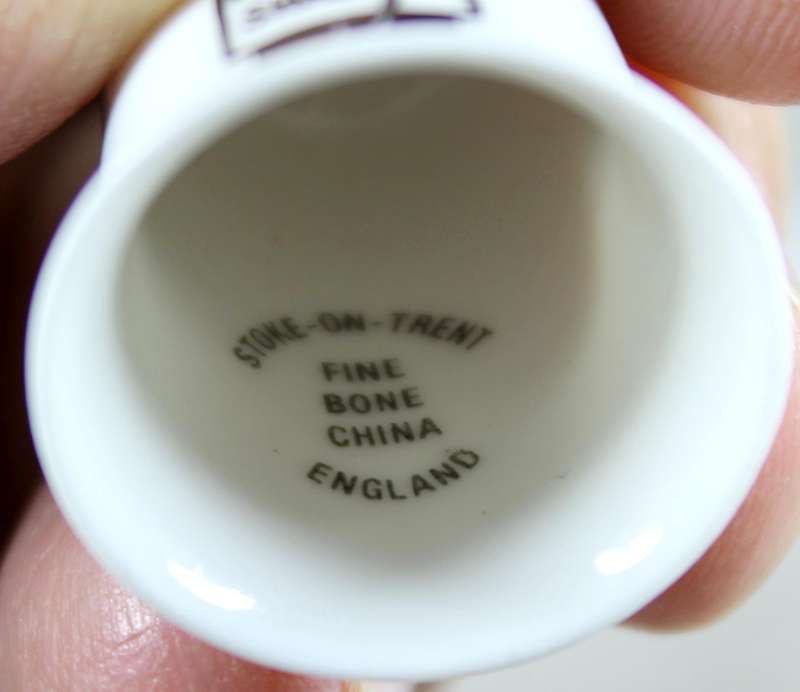 STOKE-ON-TRENT
FINE
BONE
CHINA
ENGLAND